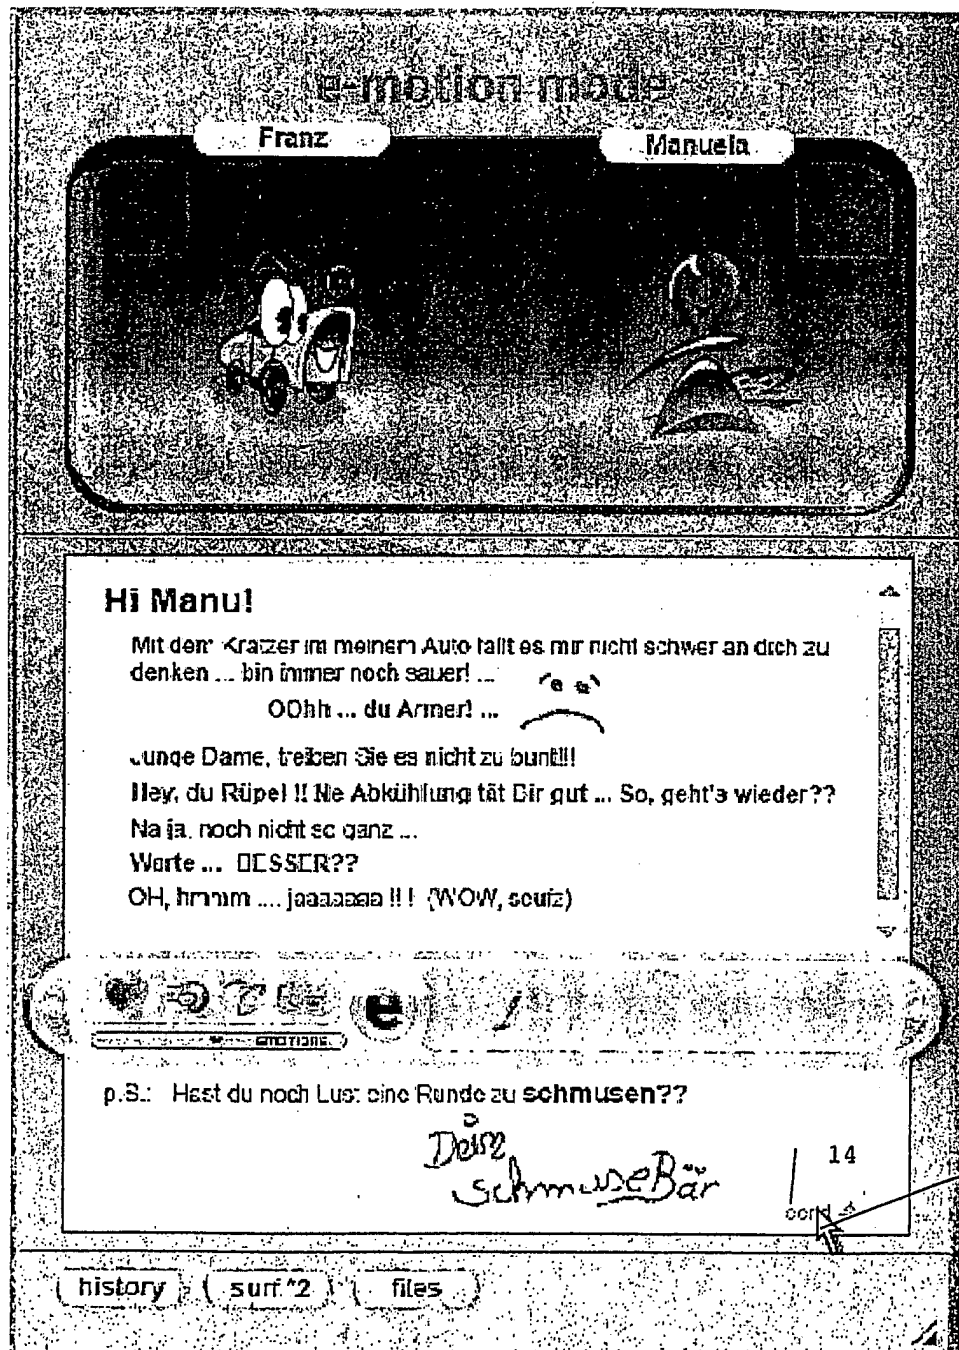 e-motion mode
Franz
Manuela
Hi Manu!
Mit dem Kratzer im meinem Auto fällt es mir nicht schwer an dich zu
denken ... bin immer noch sauer! ...
OOhh ... du Armer! ...
Junge Dame, treiben Sie es nicht zu bunt!!!
Hey, du Rüpel !! Ne Abkühlung tät Dir gut ... So, geht's wieder??
Na ja, noch nicht so ganz ...
Warte ... BESSER??
OH, hmmm .... jaaaaaaa !! ! (WOW, seufz)
e
EMOTIONS
p.S.: Hast du noch Lust eine Runde zu schmusen??
Dein
SchmuseBär
14
send
history
surf ^2
files